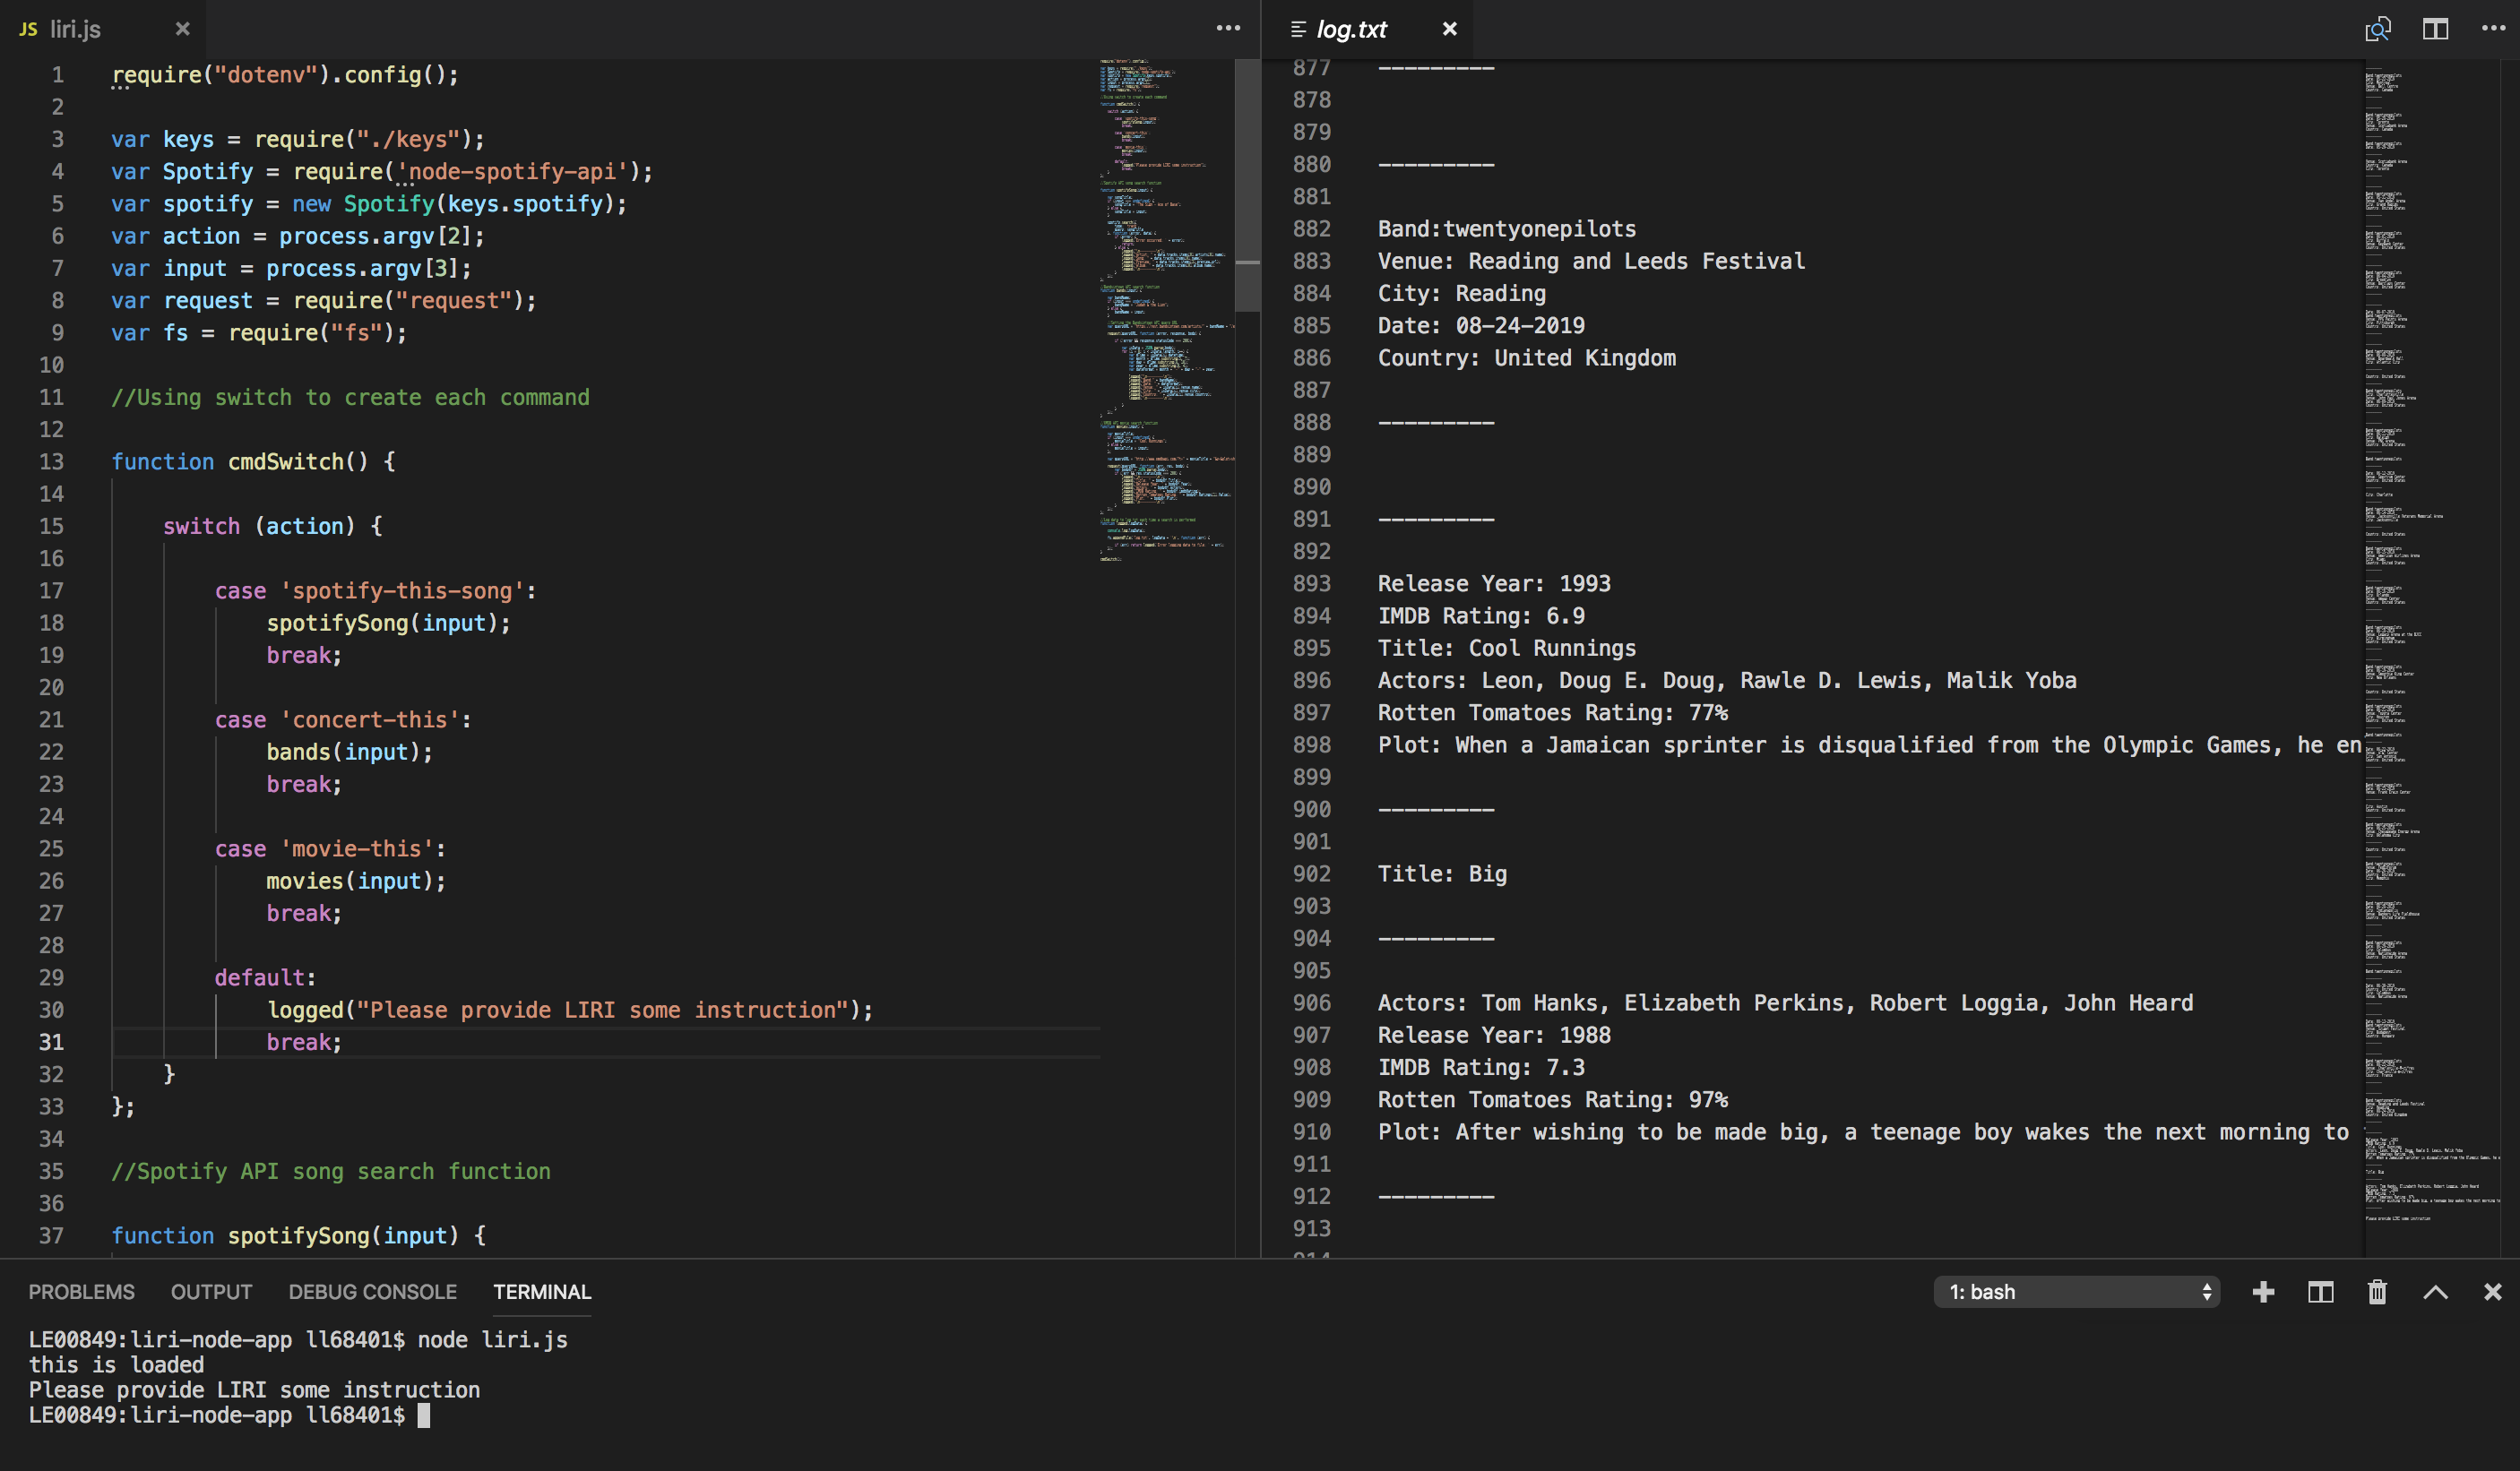 JS liri.js
1 require("dotenv").config();
2
3 var keys = require("./keys");
4 var Spotify = require('node-spotify-api');
5 var spotify = new Spotify(keys.spotify);
6 var action = process.argv[2];
7 var input = process.argv[3];
8 var request = require("request");
9 var fs = require("fs");
10
11 //Using switch to create each command
12
13 function cmdSwitch() {
14
15 switch (action) {
16
17 case 'spotify-this-song':
18 spotifySong(input);
19 break;
20
21 case 'concert-this':
22 bands(input);
23 break;
24
25 case 'movie-this':
26 movies(input);
27 break;
28
29 default:
30 logged("Please provide LIRI some instruction");
31 break;
32 }
33 };
34
35 //Spotify API song search function
36
37 function spotifySong(input) {
log.txt
877 ---------
878
879
880 ---------
881
882 Band:twentyonepilots
883 Venue: Reading and Leeds Festival
884 City: Reading
885 Date: 08-24-2019
886 Country: United Kingdom
887
888 ---------
889
890
891 ---------
892
893 Release Year: 1993
894 IMDB Rating: 6.9
895 Title: Cool Runnings
896 Actors: Leon, Doug E. Doug, Rawle D. Lewis, Malik Yoba
897 Rotten Tomatoes Rating: 77%
898 Plot: When a Jamaican sprinter is disqualified from the Olympic Games, he en
899
900 ---------
901
902 Title: Big
903
904 ---------
905
906 Actors: Tom Hanks, Elizabeth Perkins, Robert Loggia, John Heard
907 Release Year: 1988
908 IMDB Rating: 7.3
909 Rotten Tomatoes Rating: 97%
910 Plot: After wishing to be made big, a teenage boy wakes the next morning to
911
912 ---------
913
914
PROBLEMS OUTPUT DEBUG CONSOLE TERMINAL 1: bash
LE00849:liri-node-app ll68401$ node liri.js
this is loaded
Please provide LIRI some instruction
LE00849:liri-node-app ll68401$